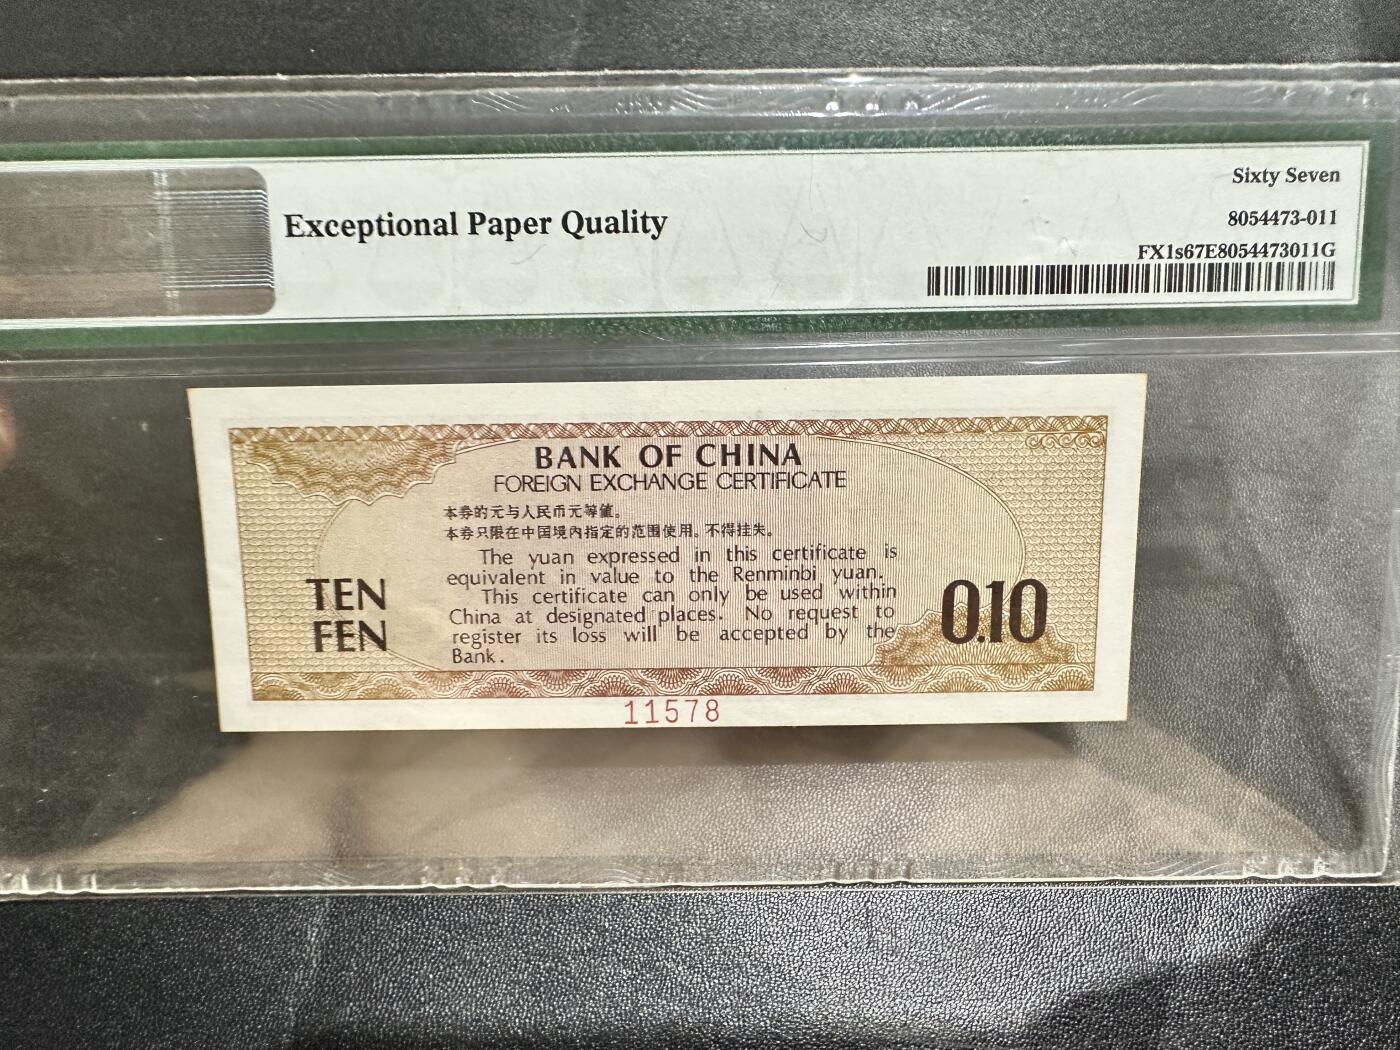 Exceptional Paper Quality
Sixty Seven
8054473-011
FX1s67E8054473011G
BANK OF CHINA
FOREIGN EXCHANGE CERTIFICATE
本券的元与人民币元等值。
本券只限在中国境内指定的范围使用。不得挂失。
The yuan expressed in this certificate is
equivalent in value to the Renminbi yuan.
This certificate can only be used within
China at designated places. No request to
register its loss will be accepted by the
Bank.
TEN
FEN
0.10
11578